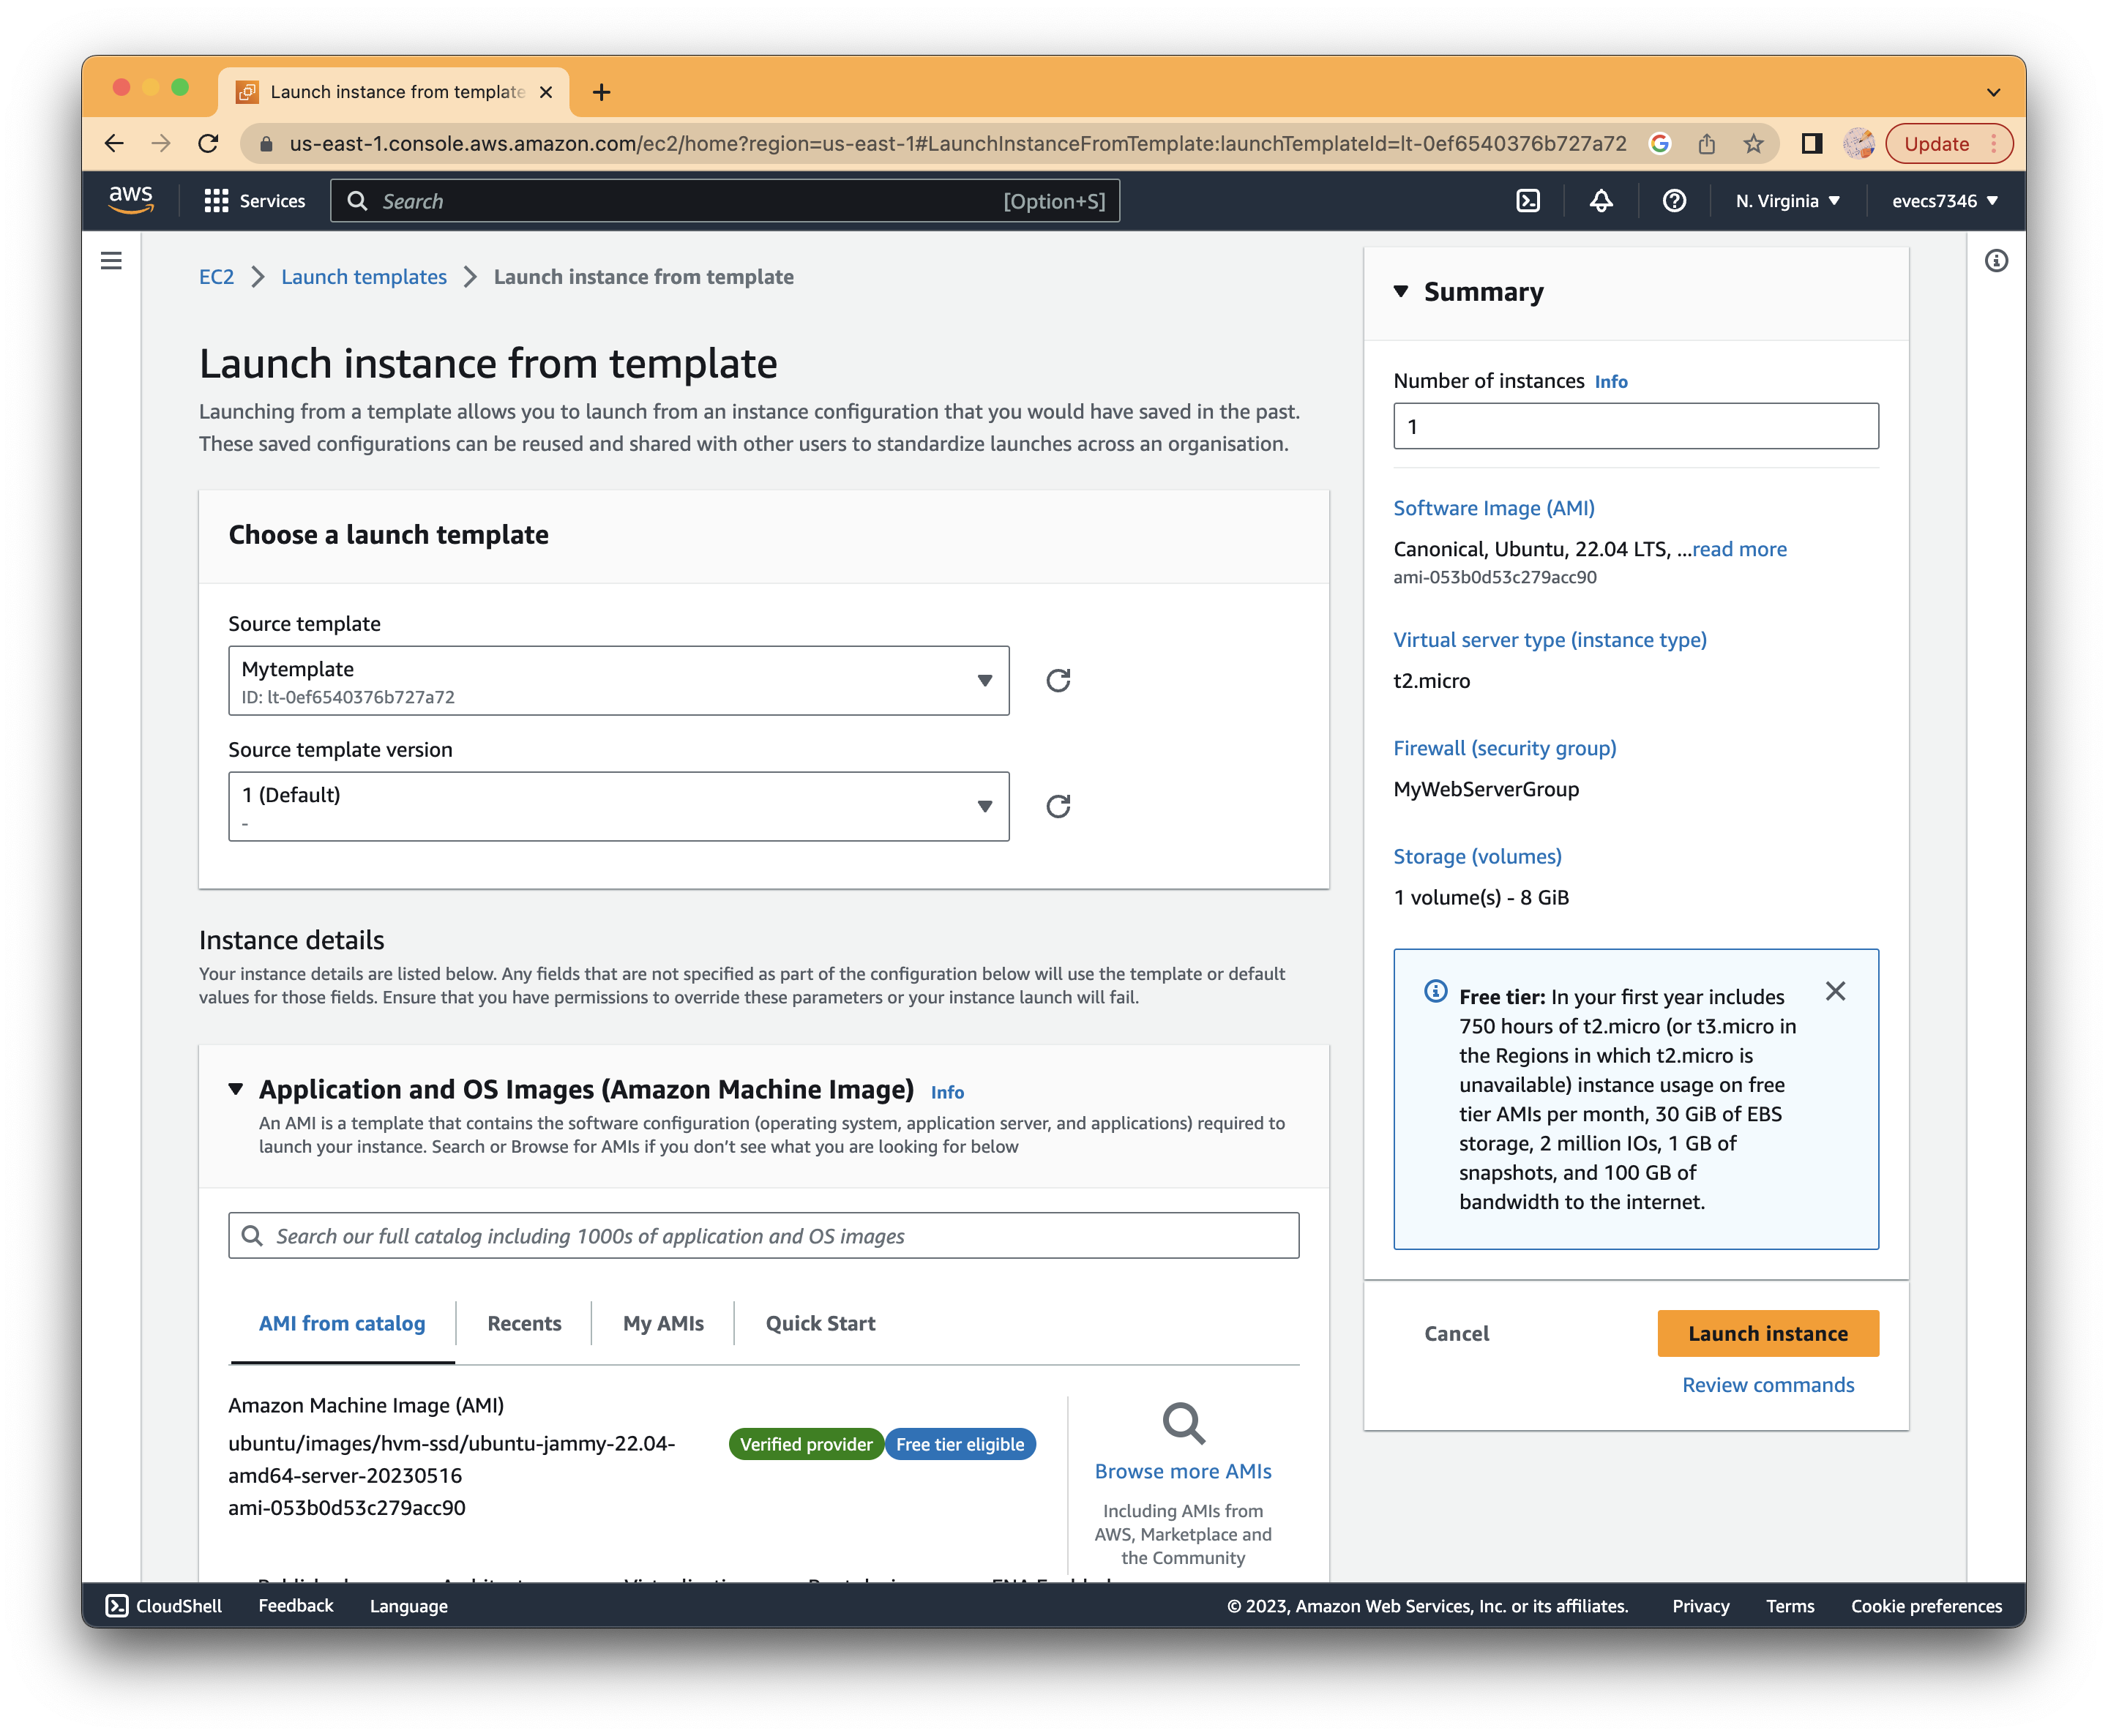 Launch instance from template
us-east-1.console.aws.amazon.com/ec2/home?region=us-east-1#LaunchInstanceFromTemplate:launchTemplateId=lt-0ef6540376b727a72
Update
aws
Services
Search
[Option+S]
N. Virginia
evecs7346
EC2
Launch templates
Launch instance from template
Launch instance from template
Launching from a template allows you to launch from an instance configuration that you would have saved in the past.
These saved configurations can be reused and shared with other users to standardize launches across an organisation.
Choose a launch template
Source template
Mytemplate
ID: lt-0ef6540376b727a72
Source template version
1 (Default)
-
Instance details
Your instance details are listed below. Any fields that are not specified as part of the configuration below will use the template or default
values for those fields. Ensure that you have permissions to override these parameters or your instance launch will fail.
Application and OS Images (Amazon Machine Image) Info
An AMI is a template that contains the software configuration (operating system, application server, and applications) required to
launch your instance. Search or Browse for AMIs if you don’t see what you are looking for below
Search our full catalog including 1000s of application and OS images
AMI from catalog
Recents
My AMIs
Quick Start
Amazon Machine Image (AMI)
ubuntu/images/hvm-ssd/ubuntu-jammy-22.04-
amd64-server-20230516
ami-053b0d53c279acc90
Verified provider
Free tier eligible
Browse more AMIs
Including AMIs from
AWS, Marketplace and
the Community
Summary
Number of instances Info
1
Software Image (AMI)
Canonical, Ubuntu, 22.04 LTS, ...read more
ami-053b0d53c279acc90
Virtual server type (instance type)
t2.micro
Firewall (security group)
MyWebServerGroup
Storage (volumes)
1 volume(s) - 8 GiB
Free tier: In your first year includes
750 hours of t2.micro (or t3.micro in
the Regions in which t2.micro is
unavailable) instance usage on free
tier AMIs per month, 30 GiB of EBS
storage, 2 million IOs, 1 GB of
snapshots, and 100 GB of
bandwidth to the internet.
Cancel
Launch instance
Review commands
CloudShell
Feedback
Language
© 2023, Amazon Web Services, Inc. or its affiliates.
Privacy
Terms
Cookie preferences